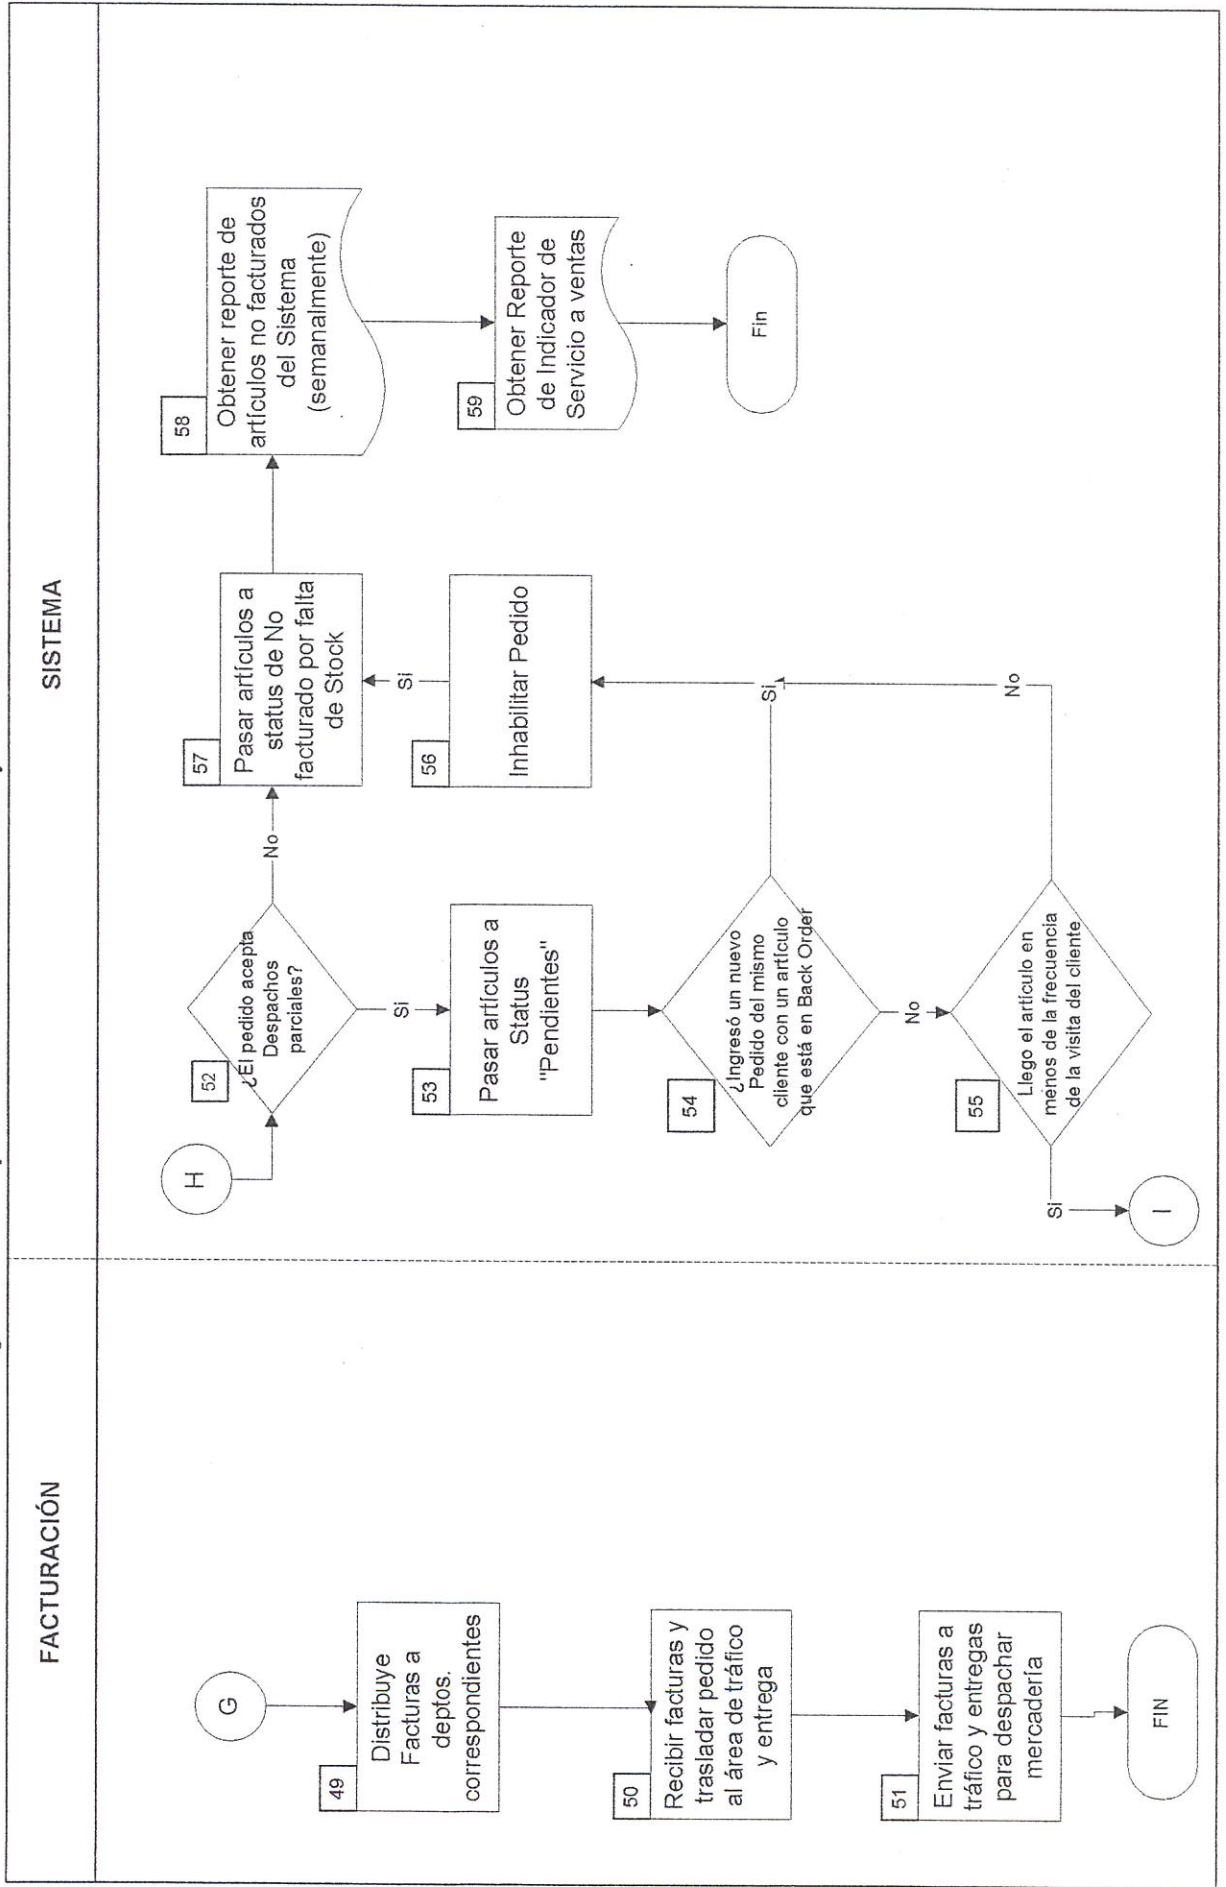 FACTURACIÓN
SISTEMA
G
49
Distribuye
Facturas a
deptos.
correspondientes
50
Recibir facturas y
trasladar pedido
al área de tráfico
y entrega
51
Enviar facturas a
tráfico y entregas
para despachar
mercadería
FIN
H
52
¿El pedido acepta
Despachos
parciales?
No
Si
53
Pasar artículos a
Status
"Pendientes"
54
¿Ingresó un nuevo
Pedido del mismo
cliente con un artículo
que está en Back Order
Si
No
55
Llego el artículo en
menos de la frecuencia
de la visita del cliente
Si
No
I
56
Inhabilitar Pedido
Si
57
Pasar artículos a
status de No
facturado por falta
de Stock
58
Obtener reporte de
artículos no facturados
del Sistema
(semanalmente)
59
Obtener Reporte
de Indicador de
Servicio a ventas
Fin